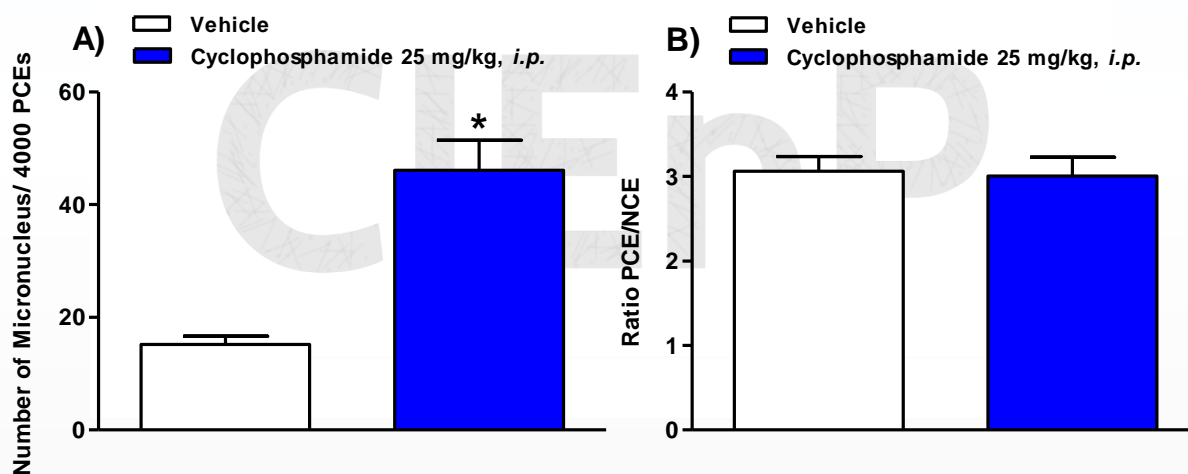 A)
Vehicle
Cyclophosphamide 25 mg/kg, i.p.
Number of Micronucleus/ 4000 PCEs
60
40
20
0
*
B)
Vehicle
Cyclophosphamide 25 mg/kg, i.p.
Ratio PCE/NCE
4
3
2
1
0
CIEnP